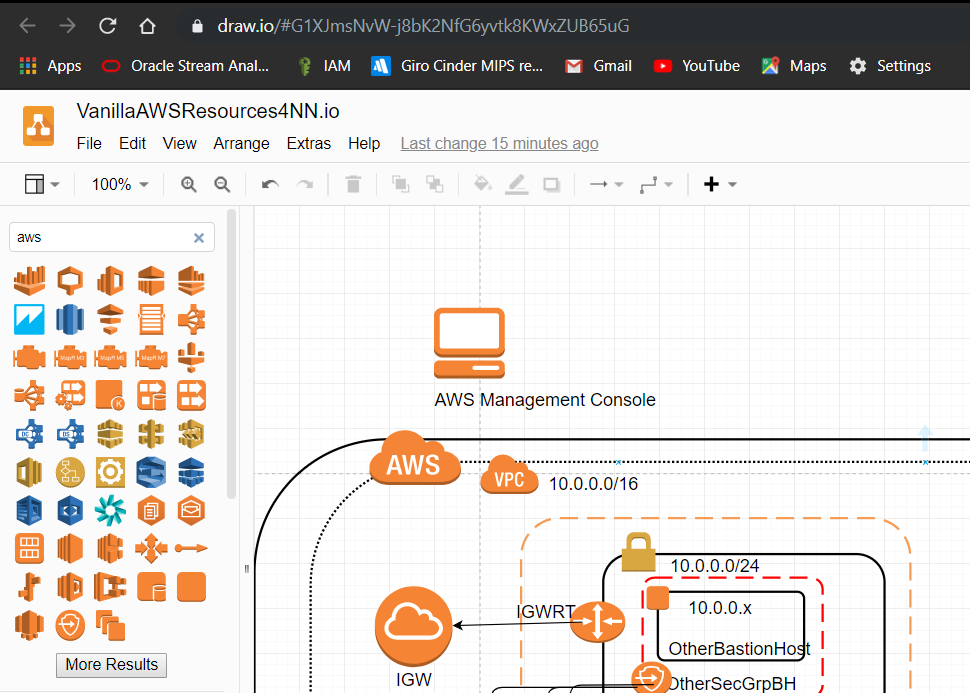 draw.io/#G1XJmsNvW-j8bK2NfG6yvtk8KWxZUB65uG
Apps Oracle Stream Anal... IAM Giro Cinder MIPS re... Gmail YouTube Maps Settings
VanillaAWSResources4NN.io
File Edit View Arrange Extras Help Last change 15 minutes ago
100%
aws
AWS Management Console
AWS
VPC
10.0.0.0/16
10.0.0.0/24
10.0.0.x
IGWRT
OtherBastionHost
IGW
OtherSecGrpBH
More Results